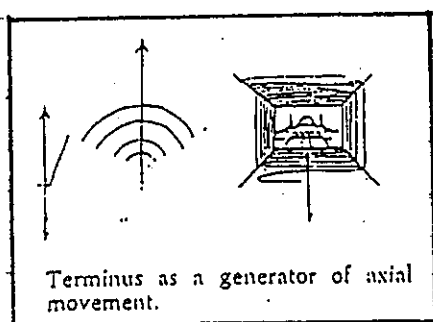 Terminus as a generator of axial
movement.